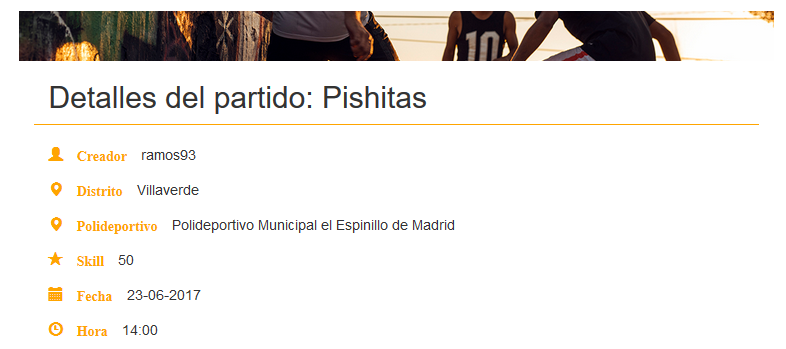 10
Detalles del partido: Pishitas
Creador ramos93
Distrito Villaverde
Polideportivo Polideportivo Municipal el Espinillo de Madrid
Skill 50
Fecha 23-06-2017
Hora 14:00